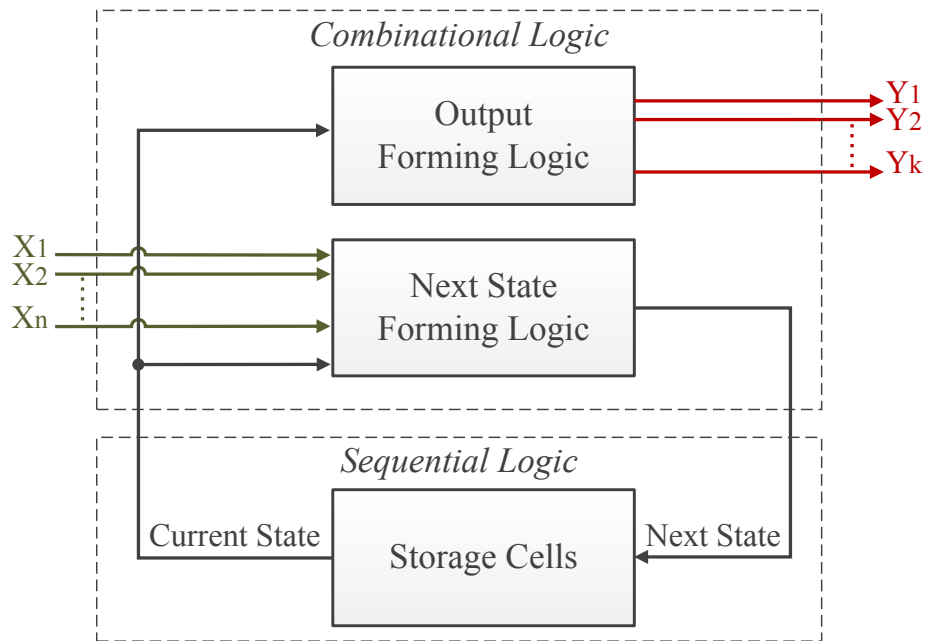 Combinational Logic
Output
Forming Logic
Y1
Y2
Yk
X1
X2
Xn
Next State
Forming Logic
Sequential Logic
Current State
Storage Cells
Next State